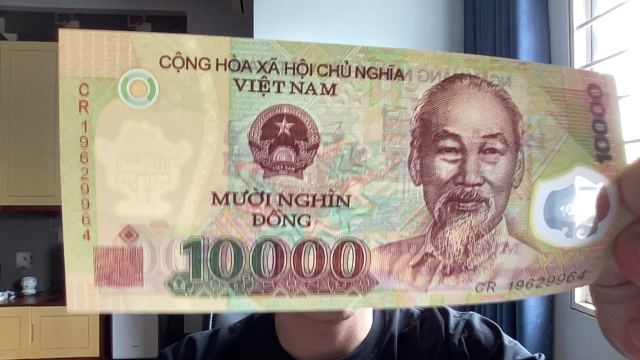 CỘNG HÒA XÃ HỘI CHỦ NGHĨA
VIỆT NAM
CR 19629964
MƯỜI NGHÌN
ĐỒNG
10000
10000
CR 19629964